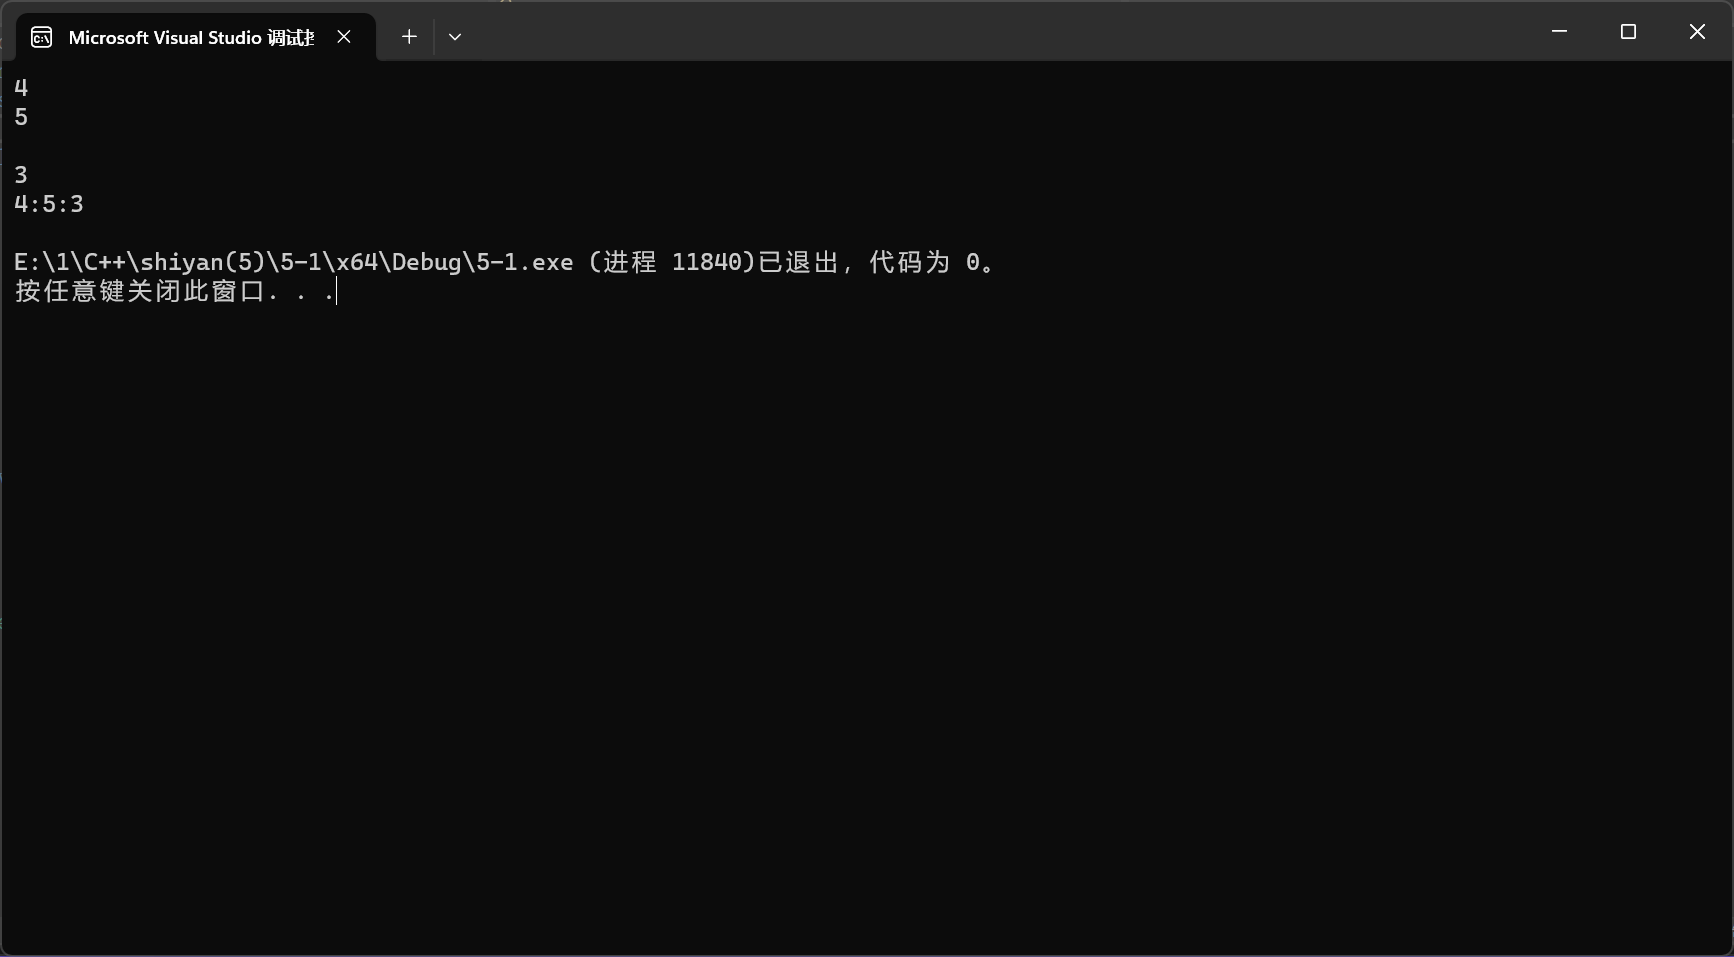 Microsoft Visual Studio 调试
4
5
3
4:5:3
E:\1\C++\shiyan(5)\5-1\x64\Debug\5-1.exe (进程 11840)已退出，代码为 0。
按任意键关闭此窗口. . .